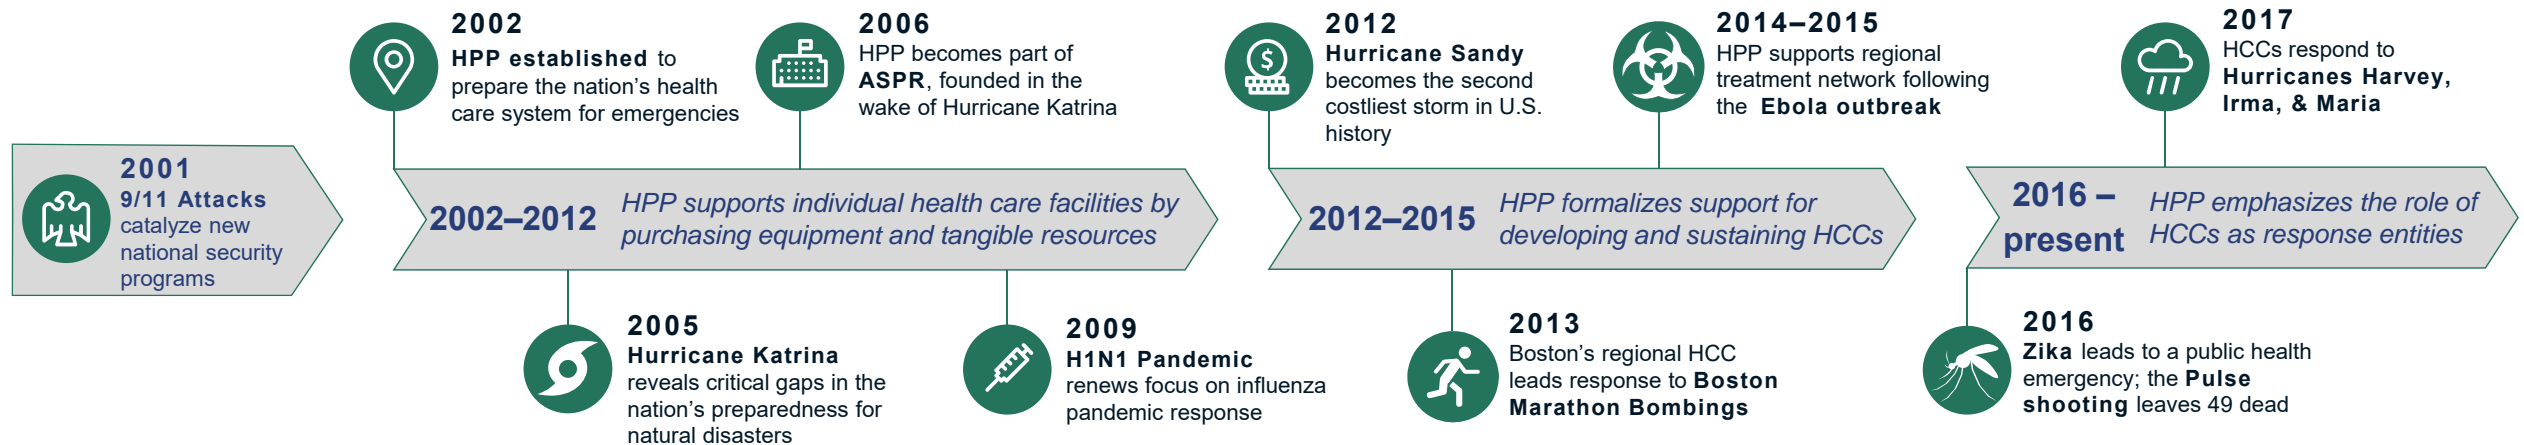 2001
9/11 Attacks
catalyze new
national security
programs
2002
HPP established to
prepare the nation's health
care system for emergencies
2006
HPP becomes part of
ASPR, founded in the
wake of Hurricane Katrina
2002–2012
HPP supports individual health care facilities by
purchasing equipment and tangible resources
2005
Hurricane Katrina
reveals critical gaps in the
nation's preparedness for
natural disasters
2009
H1N1 Pandemic
renews focus on influenza
pandemic response
2012
Hurricane Sandy
becomes the second
costliest storm in U.S.
history
2014–2015
HPP supports regional
treatment network following
the Ebola outbreak
2012–2015
HPP formalizes support for
developing and sustaining HCCs
2013
Boston's regional HCC
leads response to Boston
Marathon Bombings
2017
HCCs respond to
Hurricanes Harvey,
Irma, & Maria
2016 –
present
HPP emphasizes the role of
HCCs as response entities
2016
Zika leads to a public health
emergency; the Pulse
shooting leaves 49 dead